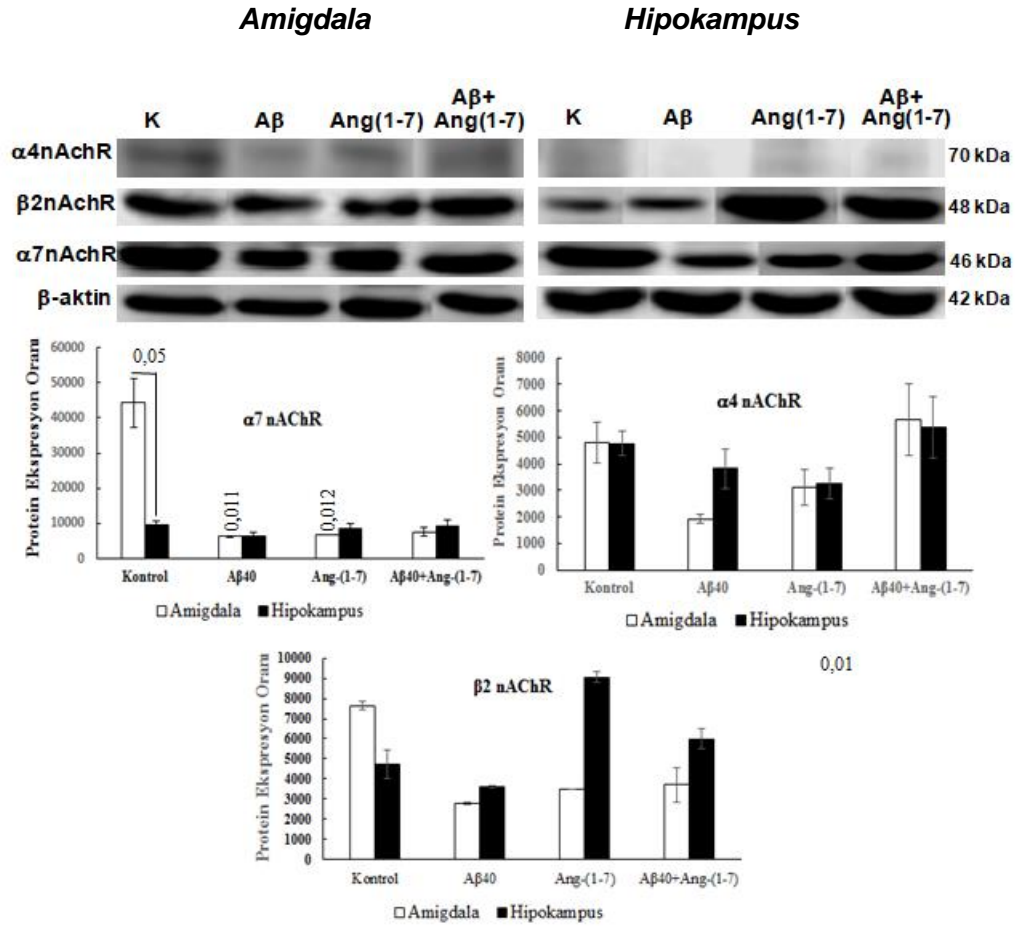 Amigdala Hipokampus
K Aβ Ang(1-7) Aβ+ Ang(1-7) K Aβ Ang(1-7) Aβ+ Ang(1-7)
α4nAchR 70 kDa
β2nAchR 48 kDa
α7nAchR 46 kDa
β-aktin 42 kDa
Protein Ekspresyon Oranı
60000
50000
40000
30000
20000
10000
0
0,05
α7 nAChR
0,011
0,012
Kontrol Aβ40 Ang-(1-7) Aβ40+Ang-(1-7)
Amigdala Hipokampus
Protein Ekspresyon Oranı
8000
7000
6000
5000
4000
3000
2000
1000
0
α4 nAChR
Kontrol Aβ40 Ang-(1-7) Aβ40+Ang-(1-7)
Amigdala Hipokampus
Protein Ekspresyon Oranı
10000
9000
8000
7000
6000
5000
4000
3000
2000
1000
0
β2 nAChR
0,01
Kontrol Aβ40 Ang-(1-7) Aβ40+Ang-(1-7)
Amigdala Hipokampus